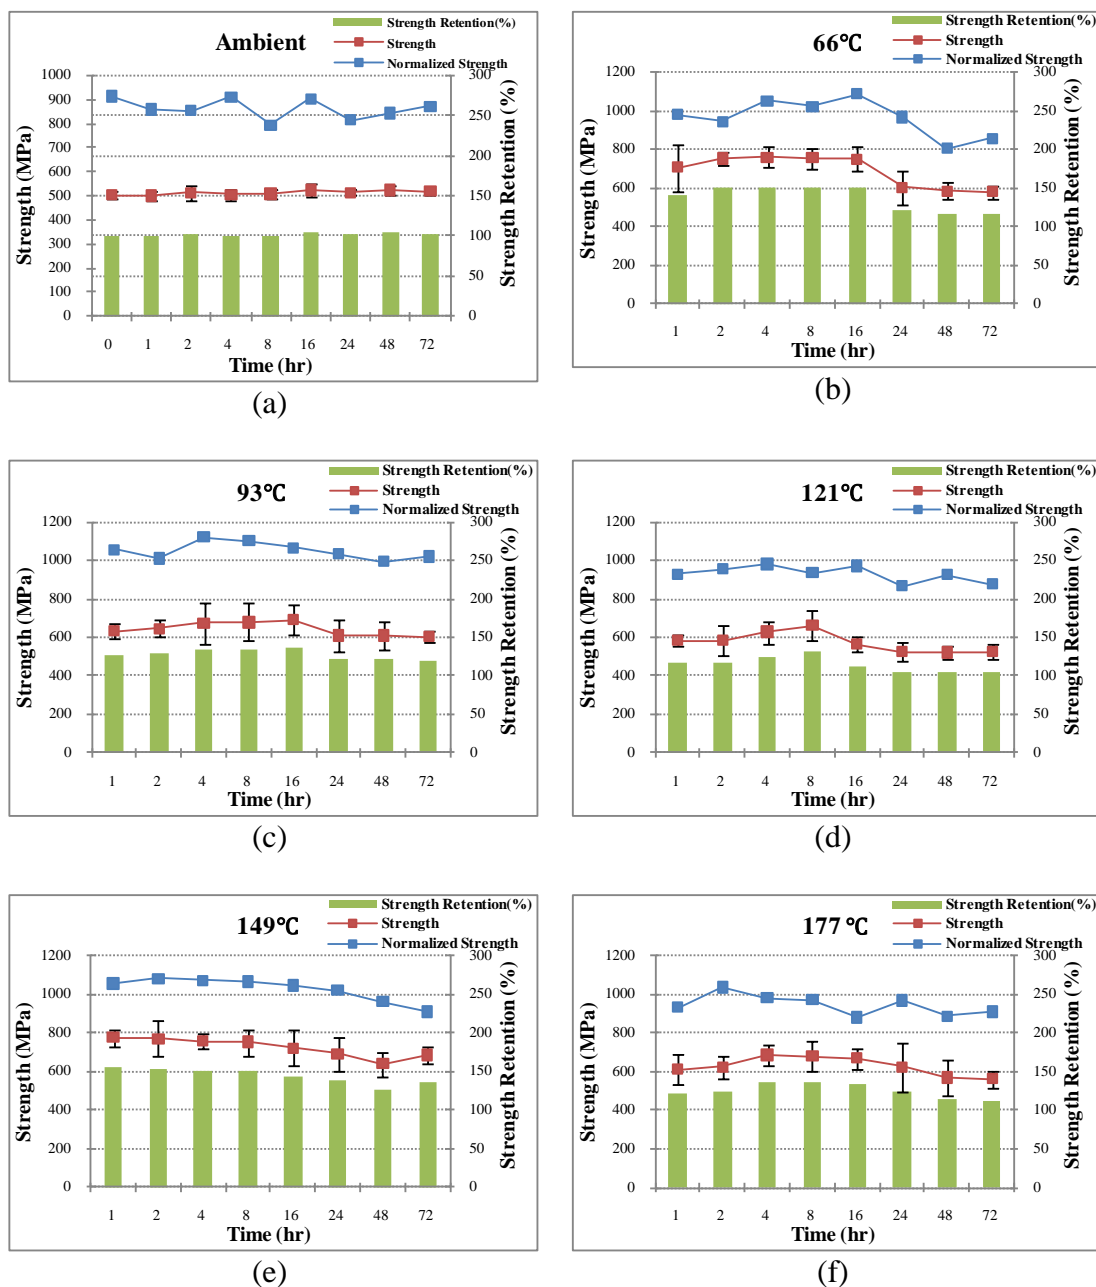 Strength Retention(%)
Strength
Normalized Strength
Ambient
Strength (MPa)
1000
900
800
700
600
500
400
300
200
100
0
300
250
200
150
100
50
0
Strength Retention (%)
0 1 2 4 8 16 24 48 72
Time (hr)
(a)
Strength Retention(%)
Strength
Normalized Strength
66℃
Strength (MPa)
1200
1000
800
600
400
200
0
300
250
200
150
100
50
0
Strength Retention (%)
1 2 4 8 16 24 48 72
Time (hr)
(b)
Strength Retention(%)
Strength
Normalized Strength
93℃
Strength (MPa)
1200
1000
800
600
400
200
0
300
250
200
150
100
50
0
Strength Retention (%)
1 2 4 8 16 24 48 72
Time (hr)
(c)
Strength Retention(%)
Strength
Normalized Strength
121℃
Strength (MPa)
1200
1000
800
600
400
200
0
300
250
200
150
100
50
0
Strength Retention (%)
1 2 4 8 16 24 48 72
Time (hr)
(d)
Strength Retention(%)
Strength
Normalized Strength
149℃
Strength (MPa)
1200
1000
800
600
400
200
0
300
250
200
150
100
50
0
Strength Retention (%)
1 2 4 8 16 24 48 72
Time (hr)
(e)
Strength Retention(%)
Strength
Normalized Strength
177 ℃
Strength (MPa)
1200
1000
800
600
400
200
0
300
250
200
150
100
50
0
Strength Retention (%)
1 2 4 8 16 24 48 72
Time (hr)
(f)